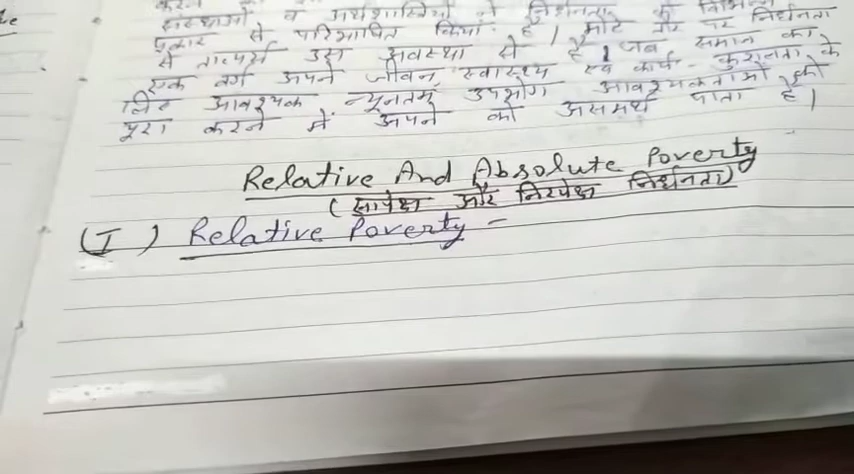 संस्थाओं व अर्थशास्त्रियों ने निर्धनता को विभिन्न
प्रकार से परिभाषित किया है। मोटे तौर पर निर्धनता
से तात्पर्य उस अवस्था से है जब समाज का
एक वर्ग अपने जीवन, स्वास्थ्य एवं कार्य-कुशलता के
लिए आवश्यक न्यूनतम उपभोग आवश्यकताओं को
पूरा करने में अपने को असमर्थ पाता है।
Relative And Absolute Poverty
(सापेक्ष और निरपेक्ष निर्धनता)
(I) Relative Poverty -